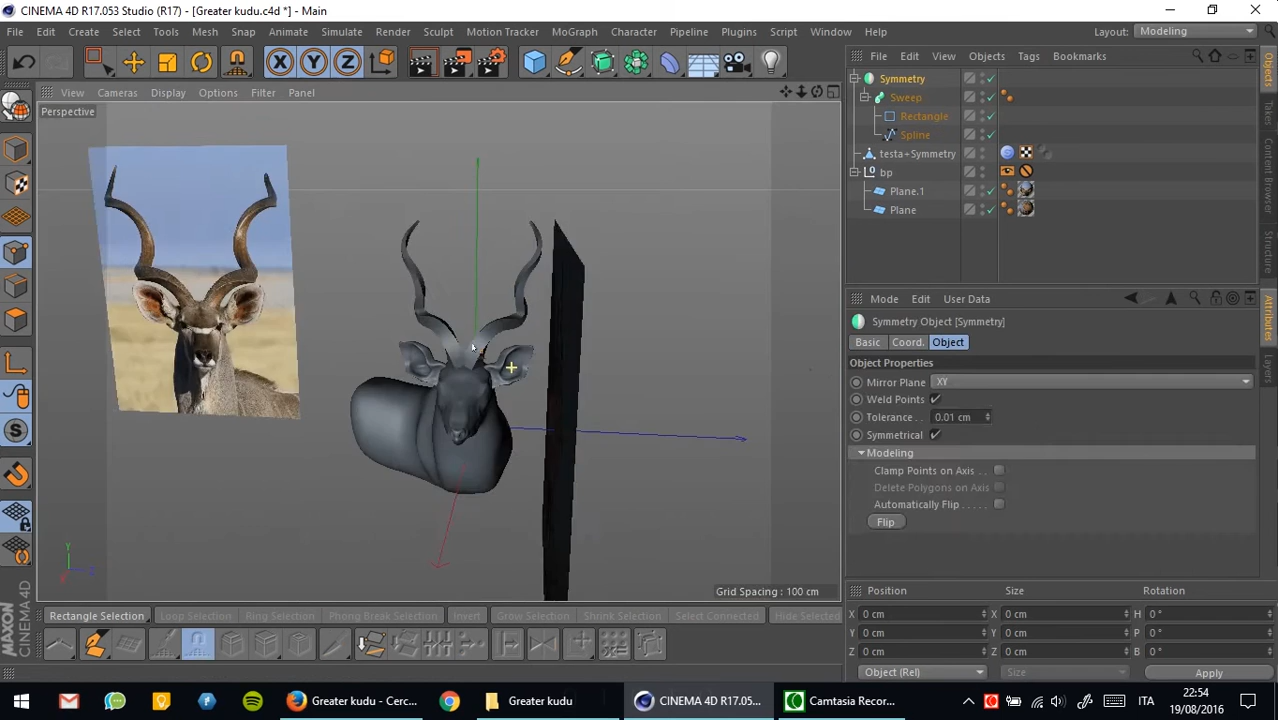 CINEMA 4D R17.053 Studio (R17) - [Greater kudu.c4d *] - Main
File Edit Create Select Tools Mesh Snap Animate Simulate Render Sculpt Motion Tracker MoGraph Character Pipeline Plugins Script Window Help Layout: Modeling
X Y Z
File Edit View Objects Tags Bookmarks
View Cameras Display Options Filter Panel
Perspective
Symmetry
Sweep
Rectangle
Spline
testa+Symmetry
bp
Plane.1
Plane
Mode Edit User Data
Symmetry Object [Symmetry]
Basic Coord. Object
Object Properties
Mirror Plane XY
Weld Points
Tolerance . . 0.01 cm
Symmetrical
Modeling
Clamp Points on Axis
Delete Polygons on Axis
Automatically Flip
Flip
Objects
Takes
Content Browser
Structure
Attributes
Layers
Y
Grid Spacing : 100 cm
Rectangle Selection Loop Selection Ring Selection Phong Break Selection Invert Grow Selection Shrink Selection Select Connected Hide Selected
Position Size Rotation
X 0 cm X 0 cm H 0 °
Y 0 cm Y 0 cm P 0 °
Z 0 cm Z 0 cm B 0 °
Object (Rel) Size Apply
MAXON
CINEMA 4D
Greater kudu - Cerc... Greater kudu CINEMA 4D R17.05... Camtasia Recor... ITA 22:54
19/08/2016